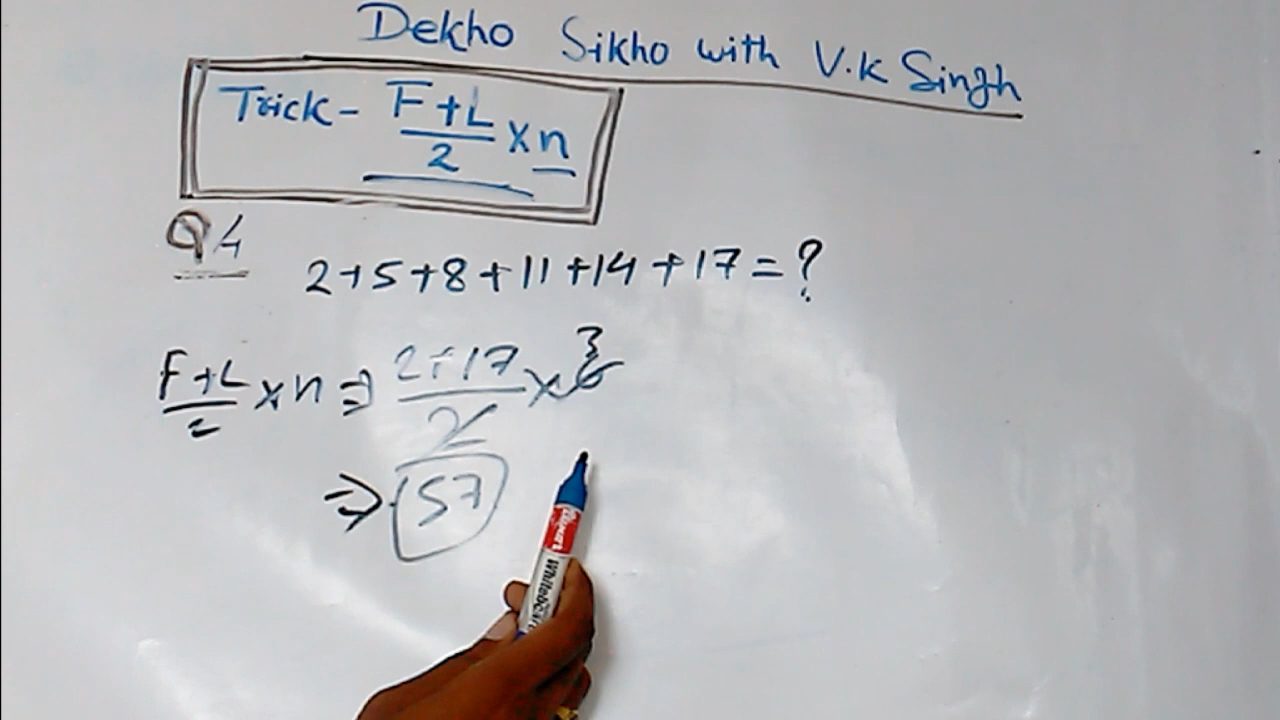 Dekho Sikho with V.K Singh
Trick- F+L/2 ×n
Q4
2+5+8+11+14+17=?
F+L/2 ×n ⇒ 2+17/2 ×6 3
⇒ 57